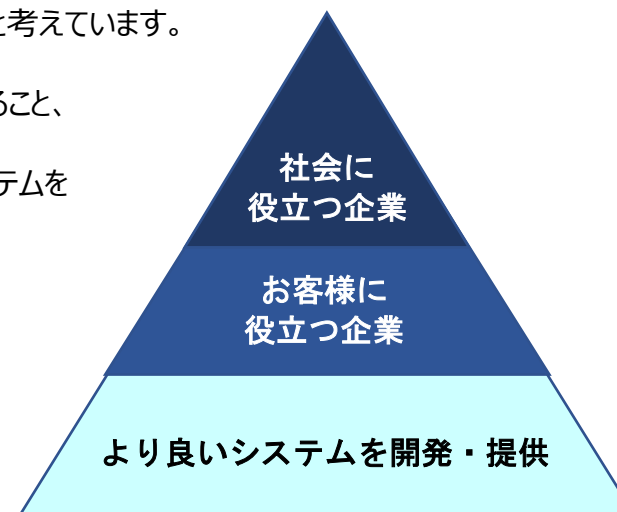 と考えています。
ること、
テムを
社会に
役立つ企業
お客様に
役立つ企業
より良いシステムを開発・提供